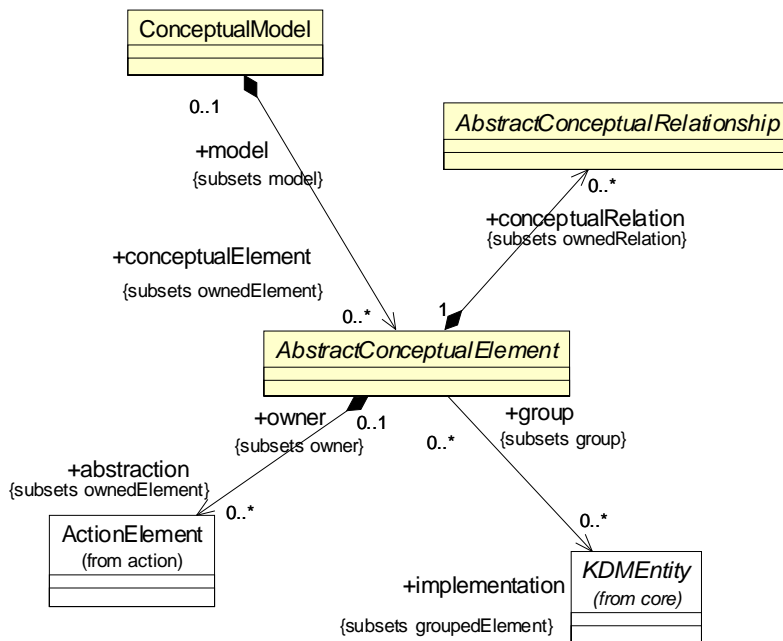 ConceptualModel
0..1
AbstractConceptualRelationship
+model
{subsets model}
0..*
+conceptualRelation
{subsets ownedRelation}
+conceptualElement
{subsets ownedElement}
0..*
1
AbstractConceptualElement
+owner
0..1
{subsets owner}
+group
0..*
{subsets group}
+abstraction
{subsets ownedElement}
0..*
0..*
ActionElement
(from action)
+implementation
{subsets groupedElement}
KDMEntity
(from core)